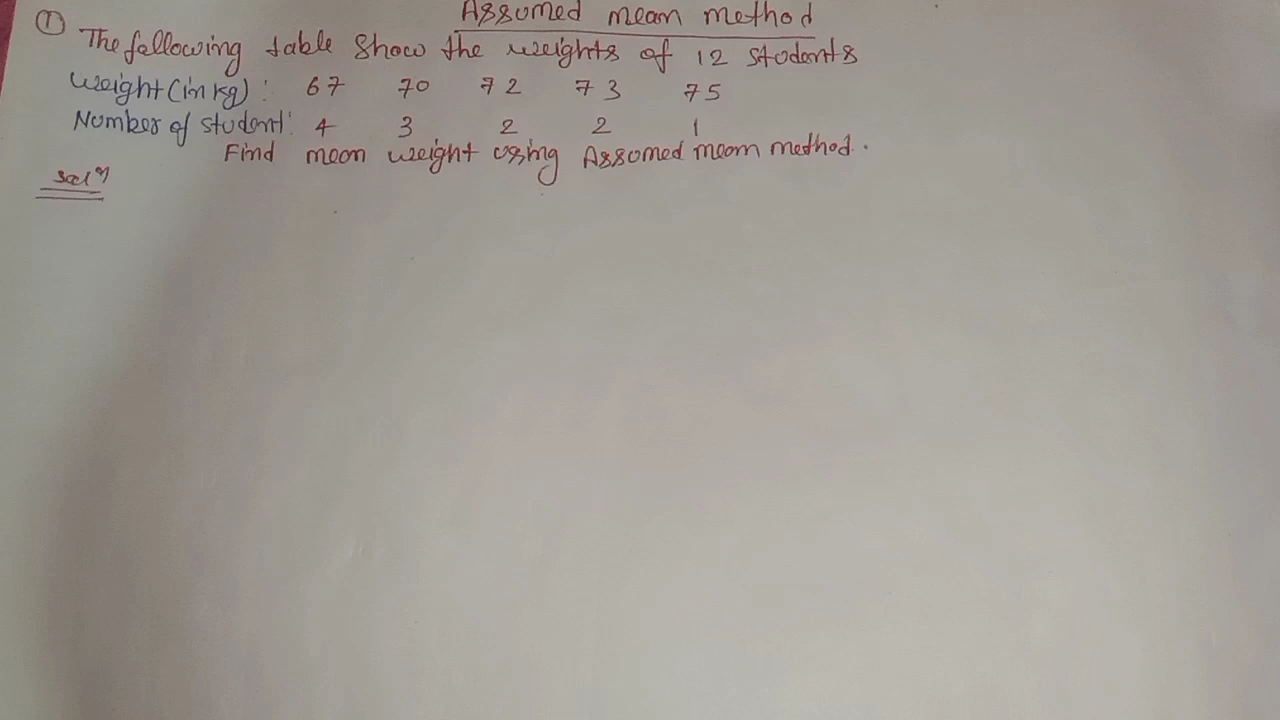 Assumed mean method
① The following table show the weights of 12 students
Weight (in kg) : 67 70 72 73 75
Number of student: 4 3 2 2 1
Find mean weight using Assumed mean method.
Solⁿ